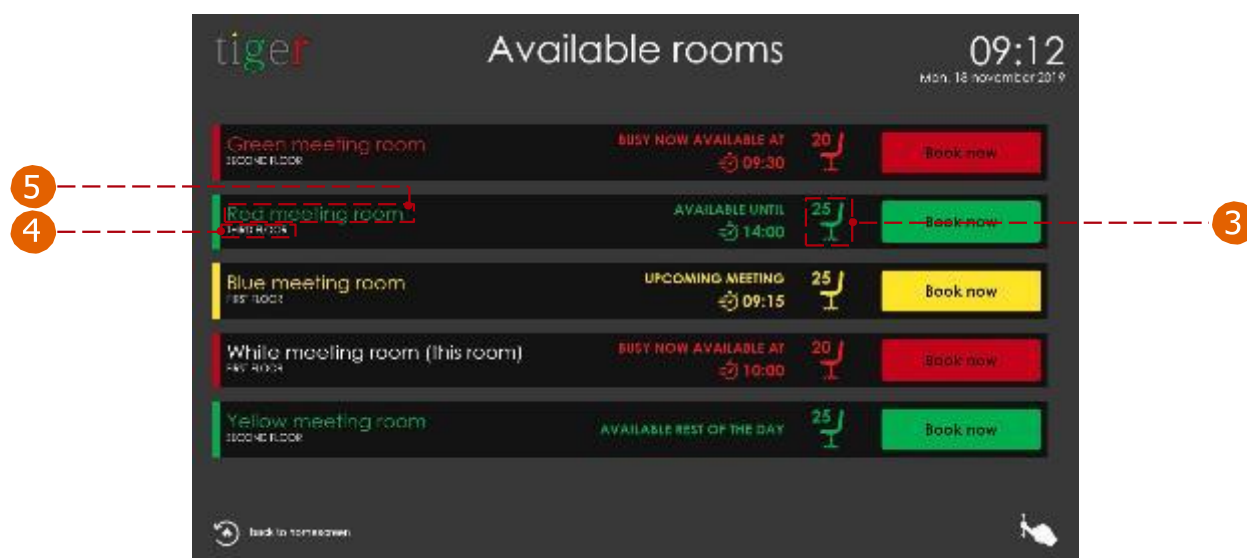 tiger
Available rooms
09:12
Mon, 18 november 2019
Green meeting room
SECOND FLOOR
BUSY NOW AVAILABLE AT
09:30
20
Book now
5
Red meeting room
4
THIRD FLOOR
AVAILABLE UNTIL
14:00
25
Book now
3
Blue meeting room
FIRST FLOOR
UPCOMING MEETING
09:15
25
Book now
White meeting room (this room)
FIRST FLOOR
BUSY NOW AVAILABLE AT
10:00
20
Book now
Yellow meeting room
SECOND FLOOR
AVAILABLE REST OF THE DAY
25
Book now
back to homescreen